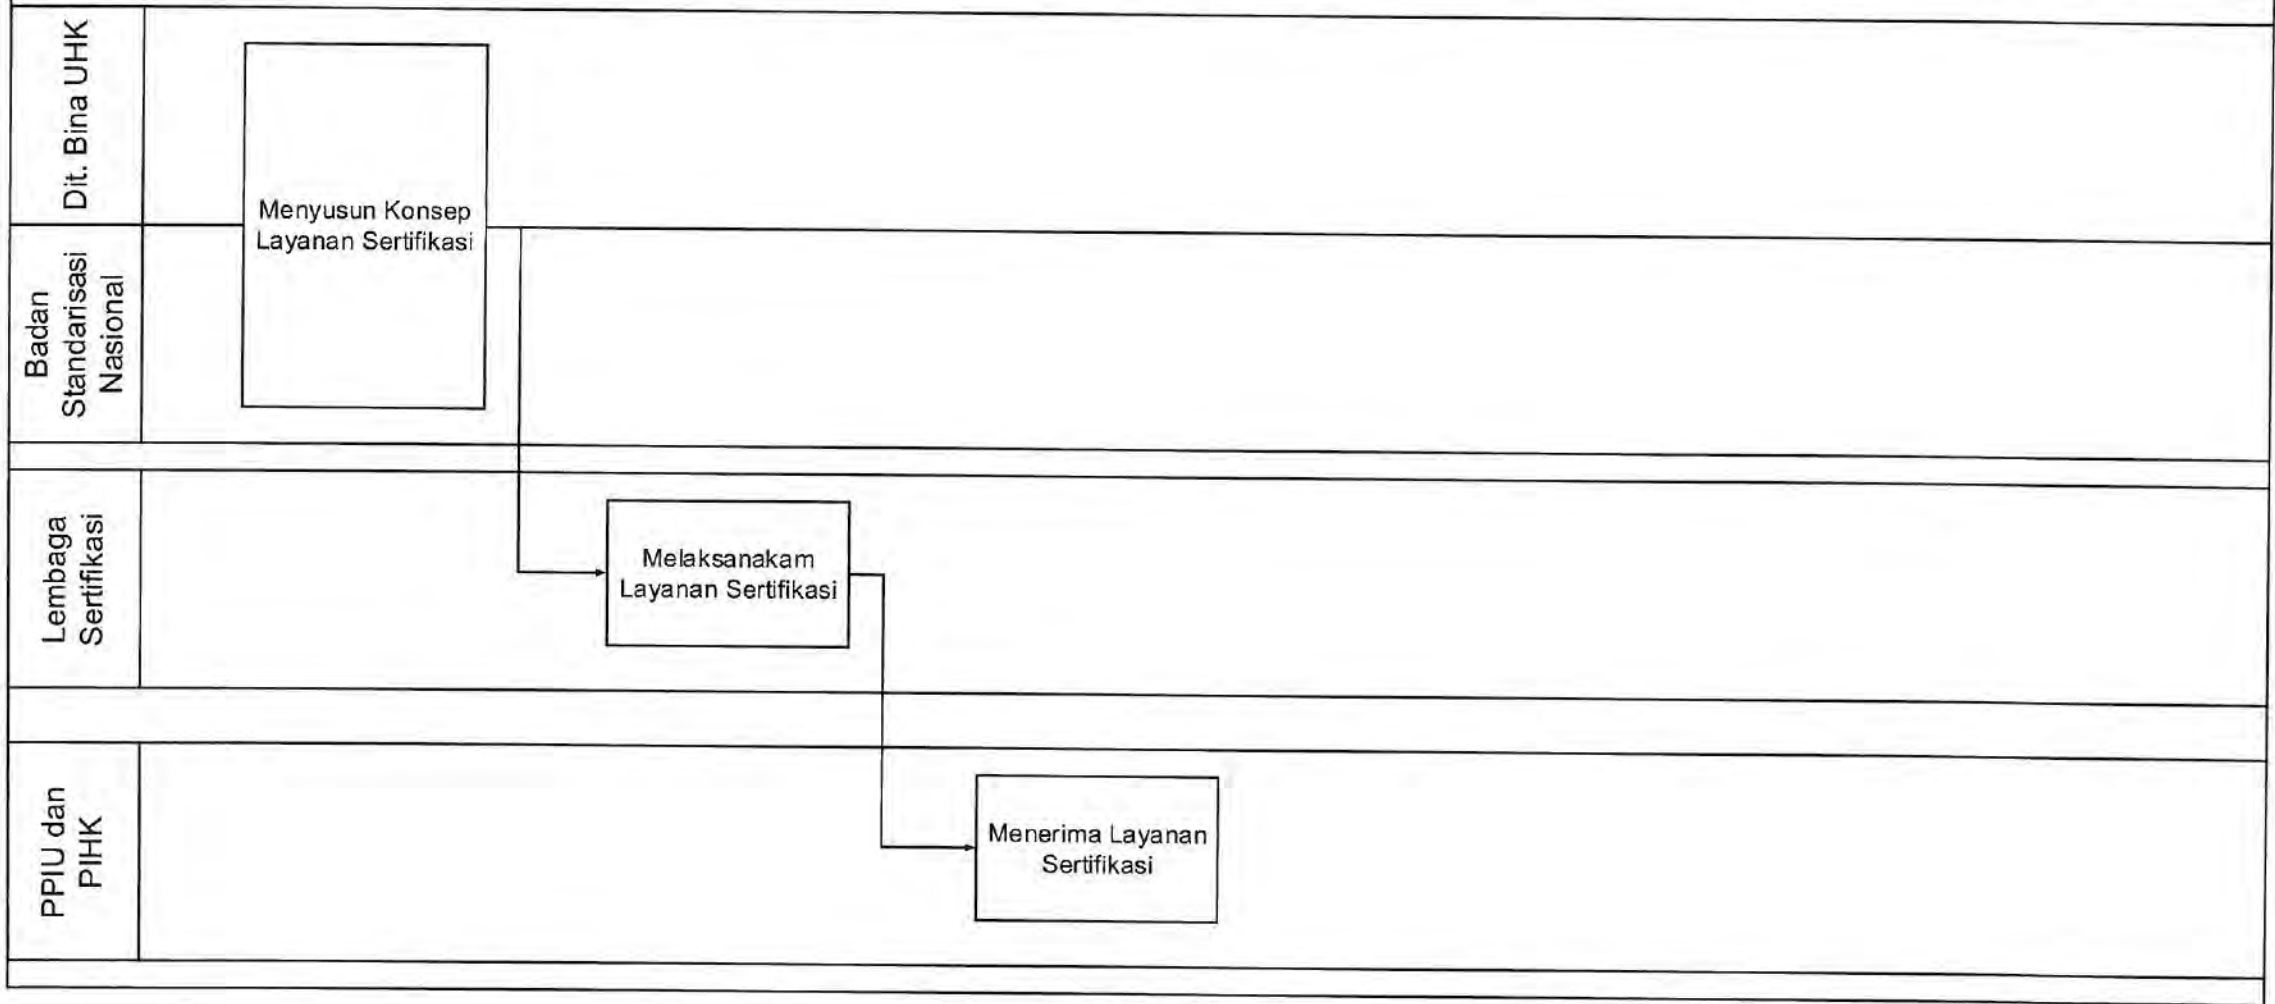 Dit. Bina UHK
Menyusun Konsep
Layanan Sertifikasi
Badan
Standarisasi
Nasional
Lembaga
Sertifikasi
Melaksanakam
Layanan Sertifikasi
PPIU dan
PIHK
Menerima Layanan
Sertifikasi